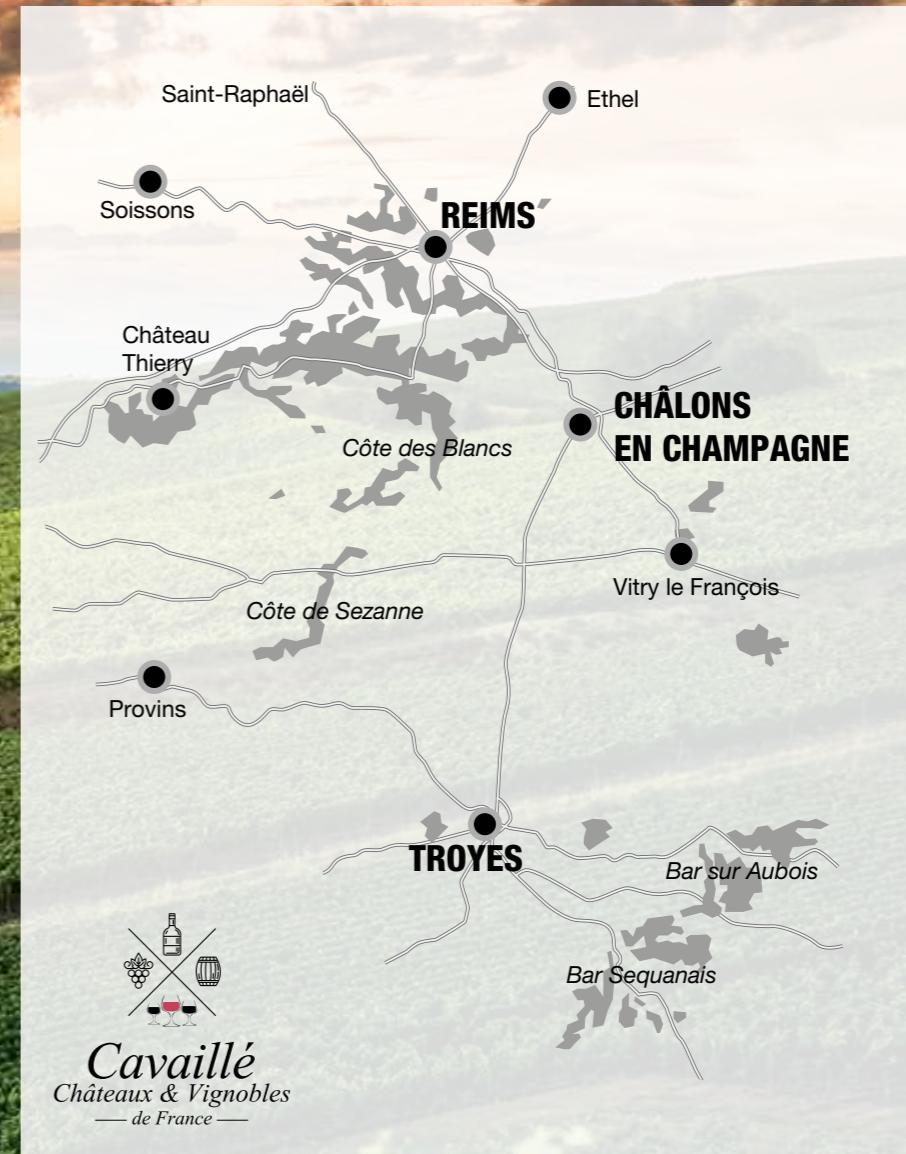 Saint-Raphaël
Ethel
Soissons
REIMS
Château
Thierry
CHÂLONS
EN CHAMPAGNE
Côte des Blancs
Vitry le François
Côte de Sezanne
Provins
TROYES
Bar sur Aubois
Bar Sequanais
Cavaillé
Châteaux & Vignobles
de France